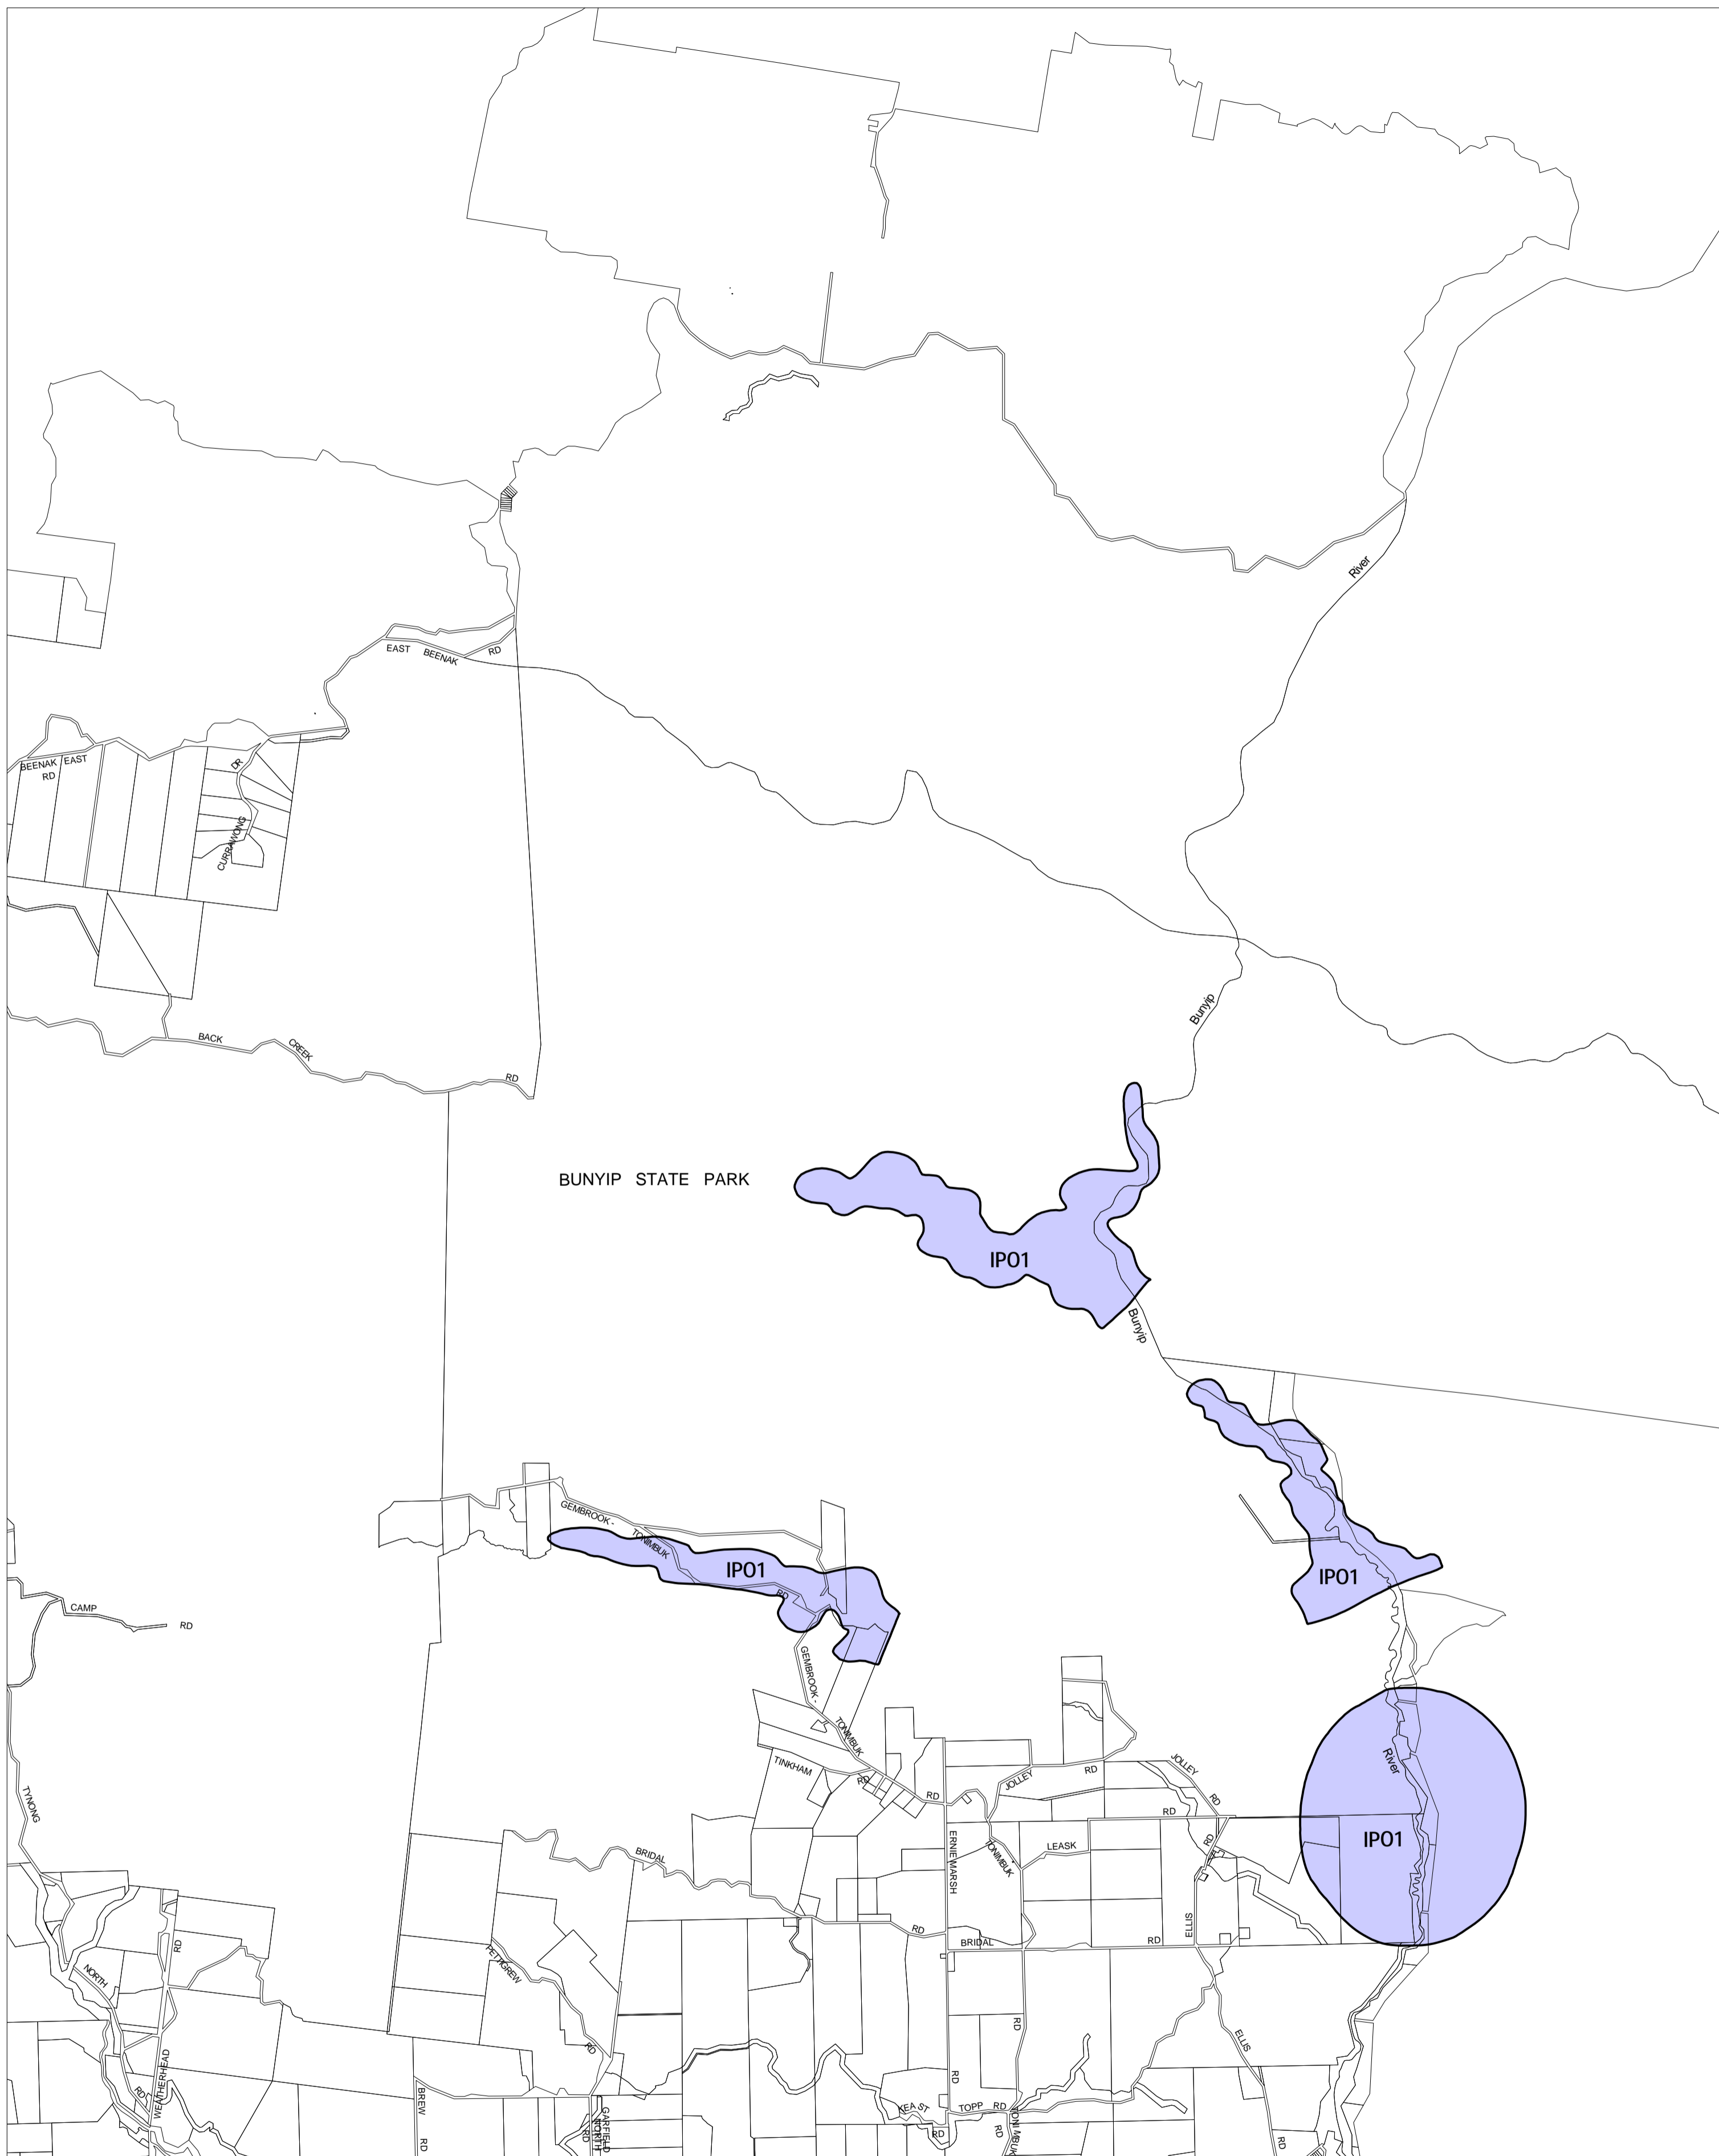 River
EAST BEENAK RD
BEENAK EAST
RD
DR
CURRAWONG
Bunyip
BACK CREEK RD
BUNYIP STATE PARK
IPO1
Bunyip
GEMBROOK -
TONIMBUK
IPO1
RD
IPO1
CAMP RD
GEMBROOK -
TONIMBUK
TINKHAM
RD
RD
JOLLEY RD
JOLLEY
RD
River
TYNONG
RD
IPO1
ERNIE MARSH
TONIMBUK
LEASK
RD
BRIDAL
RD
BRIDAL RD
ELLIS
PETTIGREW
RD
NORTH
RD
RD
ELLIS
WEATHERHEAD
RD
BREW
RD
GARFIELD
NORTH
RD
KEA ST
TOPP RD
RD
RD
RD
TONIMBUK
RD